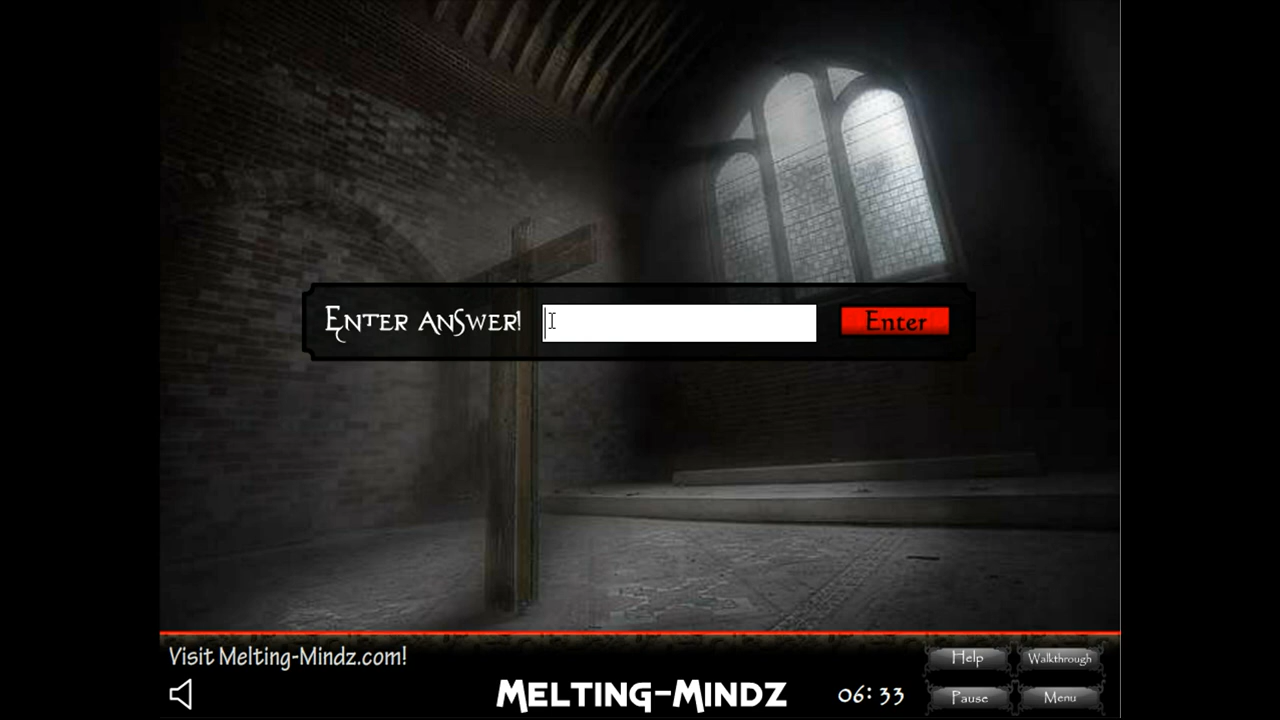 Enter Answer!
Enter
Visit Melting-Mindz.com!
Help
Walkthrough
Melting-Mindz
06:33
Pause
Menu